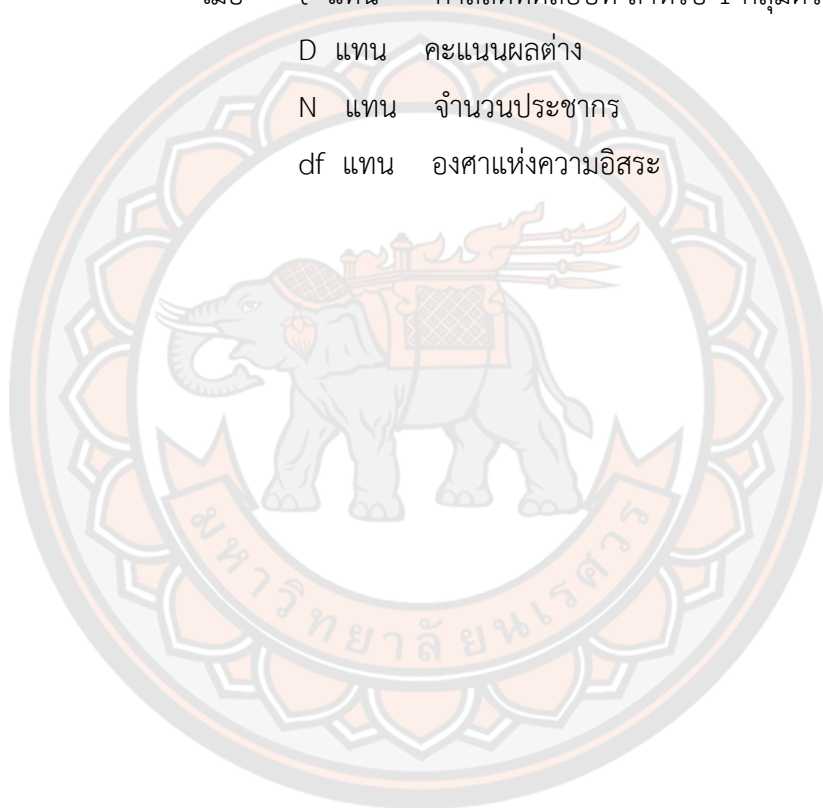 D แทน คะแนนผลต่าง
N แทน จำนวนประชากร
df แทน องศาแห่งความอิสระ
มหาวิทยาลัยนเรศวร